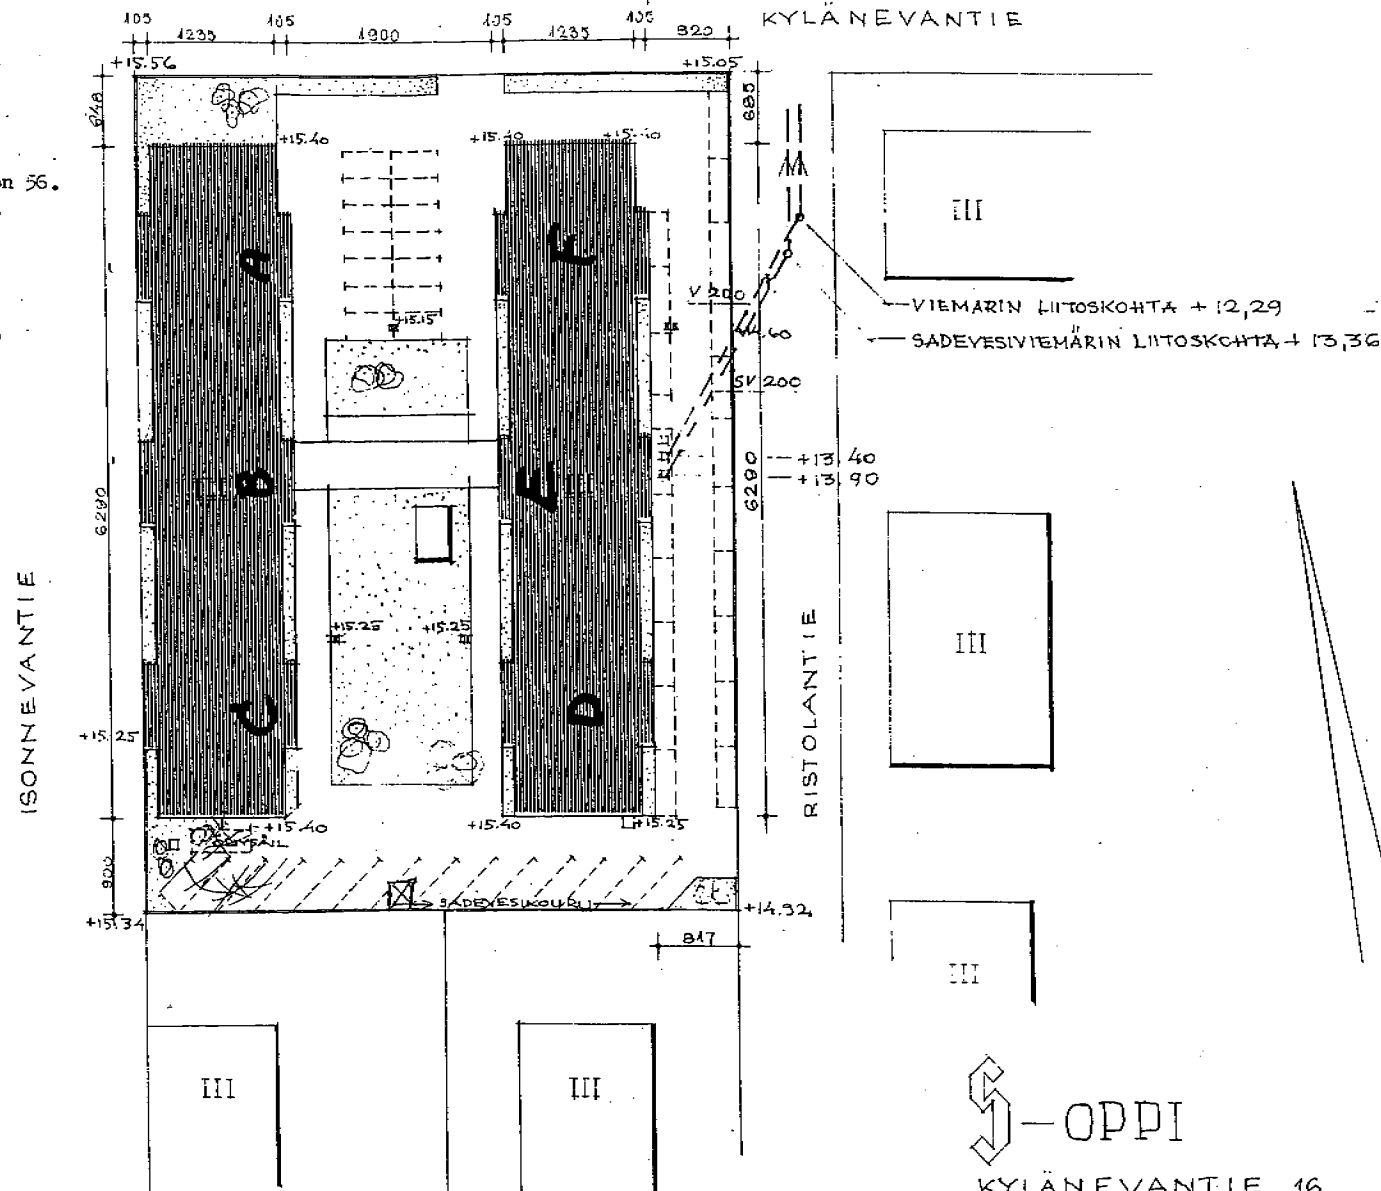 105 105 105 105 KYLÄNEVANTIE
1235 1900 1235 820
+15.56 +15.05
648 685
+15.40 +15.40
n 56.
III
A F
V 200
VIEMÄRIN LIITOSKOHTA + 12,29
+15.15
SADEVESIVIEMÄRIN LIITOSKOHTA + 13,36
SV 200
+13.40
+13.90
B E III
6290 6290
ISONNEVANTIE
RISTOLANTIE
+15.25 +15.25
III
C D
+15.25
+15.40 +15.40 +15.25
900
SADEVESIKOURU
+15.34 +14.92
817
III
III III
S-OPPI
KYLÄNEVANTIE 16